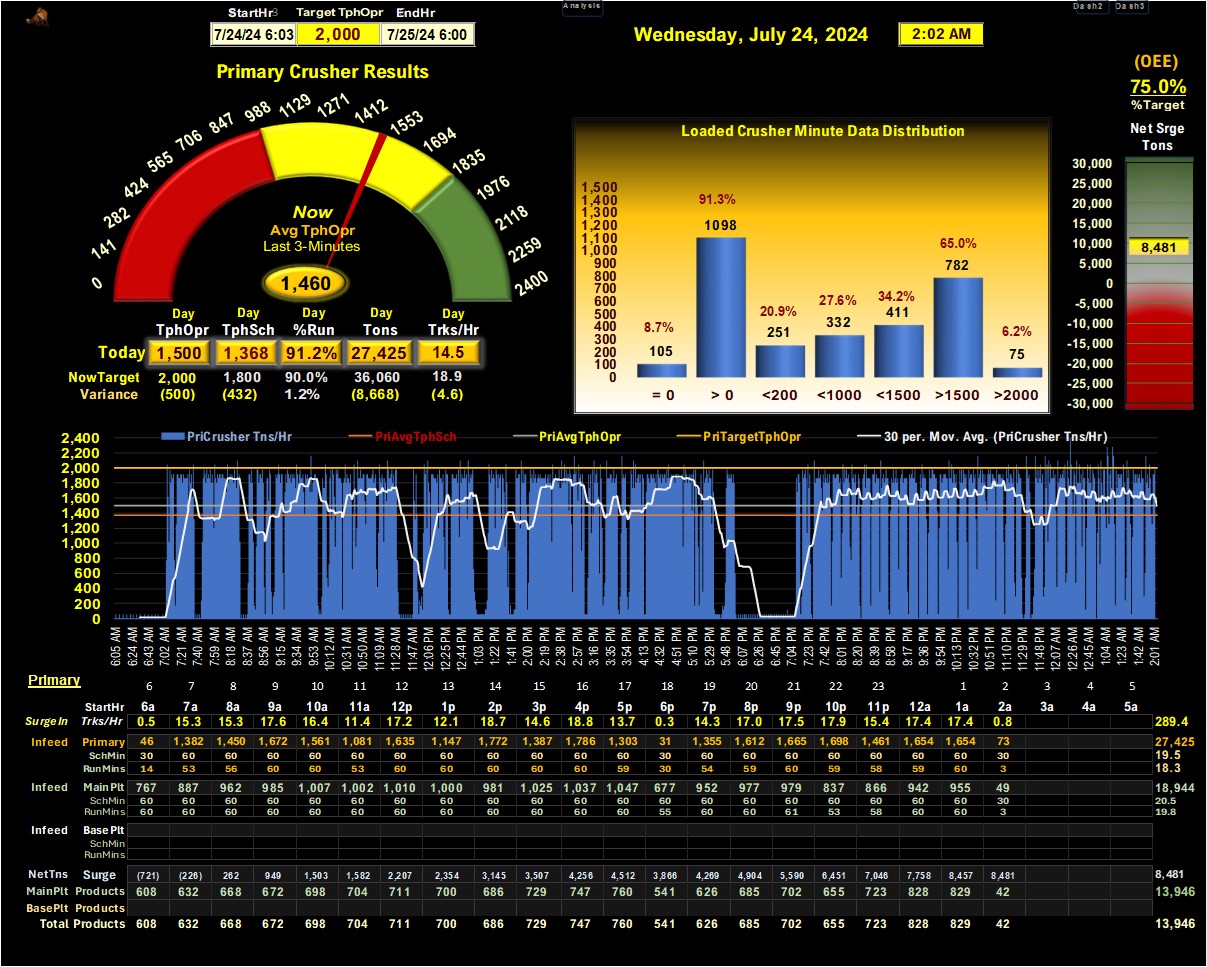 Analysis
Dash2 Dash3
StartHr3 Target TphOpr EndHr
7/24/24 6:03 2,000 7/25/24 6:00
Wednesday, July 24, 2024 2:02 AM
(OEE)
75.0%
%Target
Primary Crusher Results
0 141 282 424 565 706 847 988 1129 1271 1412 1553 1694 1835 1976 2118 2259 2400
Now
Avg TphOpr
Last 3-Minutes
1,460
Day Day Day Day Day
TphOpr TphSch %Run Tons Trks/Hr
Today 1,500 1,368 91.2% 27,425 14.5
NowTarget 2,000 1,800 90.0% 36,060 18.9
Variance (500) (432) 1.2% (8,668) (4.6)
Loaded Crusher Minute Data Distribution
1,500
1,400
1,300
1,200
1,100
1,000
900
800
700
600
500
400
300
200
100
0
8.7% 91.3% 20.9% 27.6% 34.2% 65.0% 6.2%
105 1098 251 332 411 782 75
= 0 > 0 <200 <1000 <1500 >1500 >2000
Net Srge
Tons
30,000
25,000
20,000
15,000
10,000
5,000
0
-5,000
-10,000
-15,000
-20,000
-25,000
-30,000
8,481
PriCrusher Tns/Hr PriAvgTphSch PriAvgTphOpr PriTargetTphOpr 30 per. Mov. Avg. (PriCrusher Tns/Hr)
2,400
2,200
2,000
1,800
1,600
1,400
1,200
1,000
800
600
400
200
0
6:05 AM 6:24 AM 6:43 AM 7:02 AM 7:21 AM 7:40 AM 7:59 AM 8:18 AM 8:37 AM 8:56 AM 9:15 AM 9:34 AM 9:53 AM 10:12 AM 10:31 AM 10:50 AM 11:09 AM 11:28 AM 11:47 AM 12:06 PM 12:25 PM 12:44 PM 1:03 PM 1:22 PM 1:41 PM 2:00 PM 2:19 PM 2:38 PM 2:57 PM 3:16 PM 3:35 PM 3:54 PM 4:13 PM 4:32 PM 4:51 PM 5:10 PM 5:29 PM 5:48 PM 6:07 PM 6:26 PM 6:45 PM 7:04 PM 7:23 PM 7:42 PM 8:01 PM 8:20 PM 8:39 PM 8:58 PM 9:17 PM 9:36 PM 9:54 PM 10:13 PM 10:32 PM 10:51 PM 11:10 PM 11:29 PM 11:48 PM 12:07 AM 12:26 AM 12:45 AM 1:04 AM 1:23 AM 1:42 AM 2:01 AM
Primary 6 7 8 9 10 11 12 13 14 15 16 17 18 19 20 21 22 23 1 2 3 4 5
StartHr 6a 7a 8a 9a 10a 11a 12a 1p 2p 3p 4p 5p 6p 7p 8p 9p 10p 11p 12a 1a 2a 3a 4a 5a
SurgeIn Trks/Hr 0.5 15.3 15.3 17.6 16.4 11.4 17.2 12.1 18.7 14.6 18.8 13.7 0.3 14.3 17.0 17.5 17.9 15.4 17.4 17.4 0.8 289.4
Infeed Primary 46 1,382 1,450 1,672 1,561 1,081 1,635 1,147 1,772 1,387 1,786 1,303 31 1,355 1,612 1,665 1,698 1,461 1,654 1,654 73 27,425
SchMin 30 60 60 60 60 60 60 60 60 60 60 60 30 60 60 60 60 60 60 60 30 19.5
RunMins 14 53 56 60 60 53 60 60 60 60 60 59 30 54 59 60 60 59 60 60 3 18.3
Infeed MainPlt 767 887 962 985 1,007 1,002 1,010 1,000 981 1,025 1,037 1,047 677 952 977 979 837 866 942 955 49 18,944
SchMin 60 60 60 60 60 60 60 60 60 60 60 60 60 60 60 60 60 60 60 60 30 20.5
RunMins 60 60 60 60 60 60 60 60 60 60 60 60 55 60 60 61 53 58 60 60 3 19.8
Infeed Base Plt
SchMin
RunMins
NetTns Surge (721) (226) 262 949 1,503 1,582 2,207 2,354 3,145 3,507 4,256 4,512 3,866 4,269 4,904 5,590 6,451 7,046 7,758 8,457 8,481 8,481
MainPlt Products 608 632 668 672 698 704 711 700 686 729 747 760 541 626 685 702 655 723 828 829 42 13,946
BasePlt Products
Total Products 608 632 668 672 698 704 711 700 686 729 747 760 541 626 685 702 655 723 828 829 42 13,946